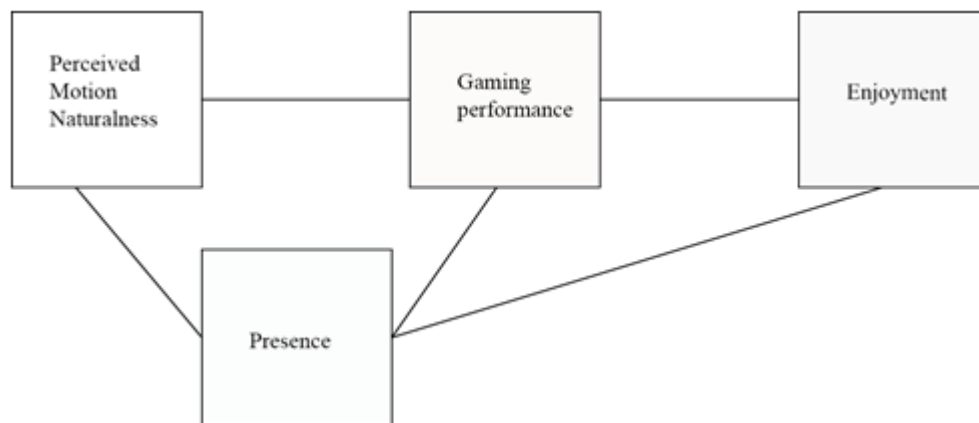 Perceived
Motion
Naturalness
Gaming
performance
Enjoyment
Presence